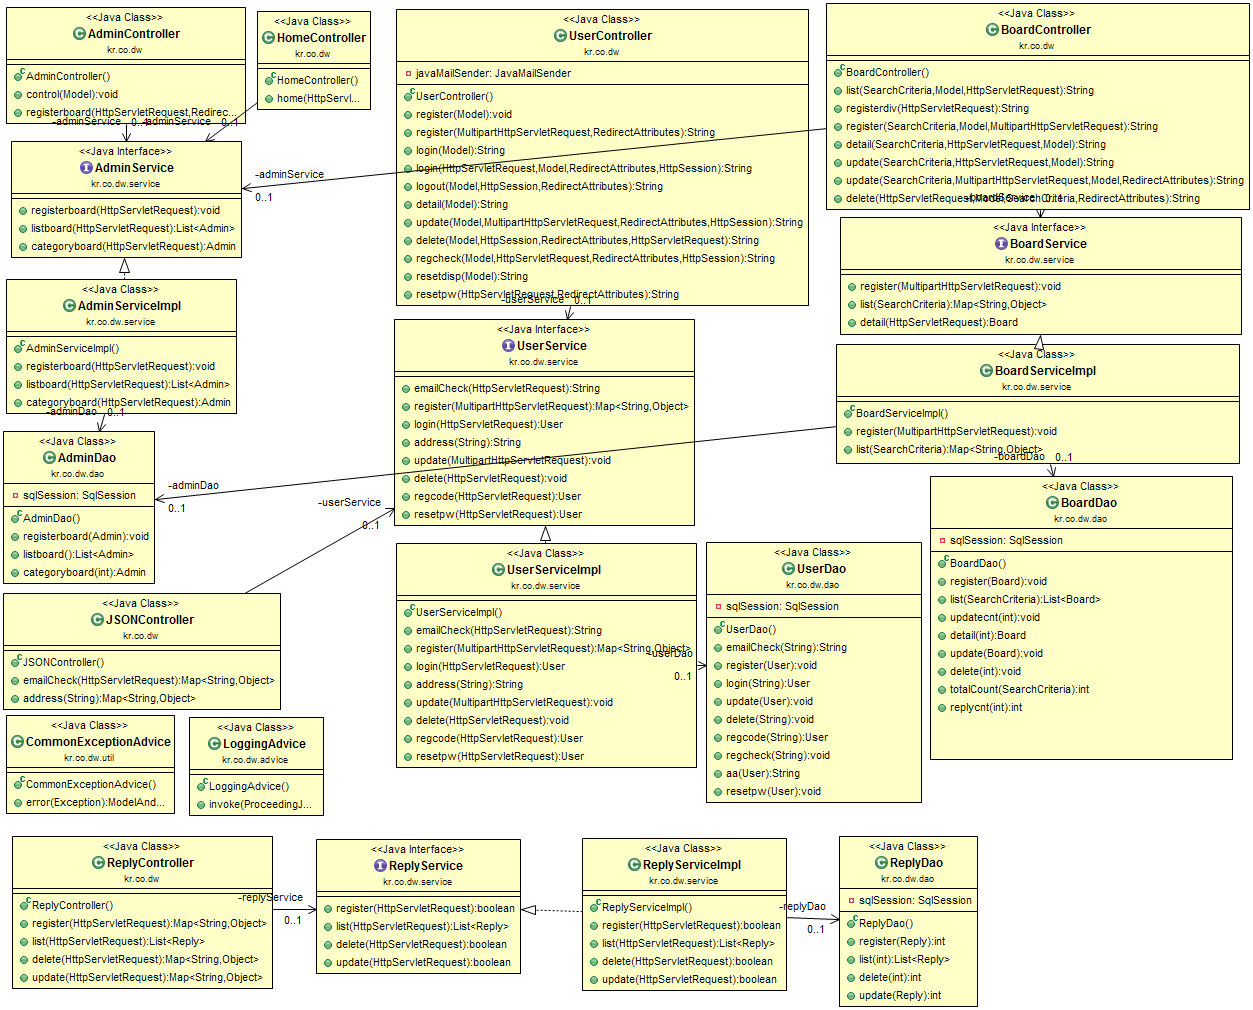 <<Java Class>>
AdminController
kr.co.dw
AdminController()
control(Model):void
registerboard(HttpServletRequest,Redirec...
<<Java Class>>
HomeController
kr.co.dw
HomeController()
home(HttpServl...
<<Java Class>>
UserController
kr.co.dw
javaMailSender: JavaMailSender
UserController()
register(Model):void
register(MultipartHttpServletRequest,RedirectAttributes):String
login(Model):String
login(HttpServletRequest,Model,RedirectAttributes,HttpSession):String
logout(Model,HttpSession,RedirectAttributes):String
detail(Model):String
update(Model,MultipartHttpServletRequest,RedirectAttributes,HttpSession):String
delete(Model,HttpSession,RedirectAttributes,HttpServletRequest):String
regcheck(Model,HttpServletRequest,RedirectAttributes,HttpSession):String
resetdisp(Model):String
resetpw(HttpServletRequest,RedirectAttributes):String
<<Java Class>>
BoardController
kr.co.dw
BoardController()
list(SearchCriteria,Model,HttpServletRequest):String
registerdiv(HttpServletRequest):String
register(SearchCriteria,Model,MultipartHttpServletRequest):String
detail(SearchCriteria,HttpServletRequest,Model):String
update(SearchCriteria,HttpServletRequest,Model):String
update(SearchCriteria,MultipartHttpServletRequest,Model,RedirectAttributes):String
delete(HttpServletRequest,Model,SearchCriteria,RedirectAttributes):String
-adminService 0..1
-adminService 0..1
-adminService
0..1
-boardService 0..1
-userService 0..1
<<Java Interface>>
AdminService
kr.co.dw.service
registerboard(HttpServletRequest):void
listboard(HttpServletRequest):List<Admin>
categoryboard(HttpServletRequest):Admin
<<Java Interface>>
BoardService
kr.co.dw.service
register(MultipartHttpServletRequest):void
list(SearchCriteria):Map<String,Object>
detail(HttpServletRequest):Board
<<Java Class>>
AdminServiceImpl
kr.co.dw.service
AdminServiceImpl()
registerboard(HttpServletRequest):void
listboard(HttpServletRequest):List<Admin>
categoryboard(HttpServletRequest):Admin
-adminDao 0..1
<<Java Interface>>
UserService
kr.co.dw.service
emailCheck(HttpServletRequest):String
register(MultipartHttpServletRequest):Map<String,Object>
login(HttpServletRequest):User
address(String):String
update(MultipartHttpServletRequest):void
delete(HttpServletRequest):void
regcode(HttpServletRequest):User
resetpw(HttpServletRequest):User
<<Java Class>>
BoardServiceImpl
kr.co.dw.service
BoardServiceImpl()
register(MultipartHttpServletRequest):void
list(SearchCriteria):Map<String,Object>
-boardDao 0..1
<<Java Class>>
AdminDao
kr.co.dw.dao
sqlSession: SqlSession
AdminDao()
registerboard(Admin):void
listboard():List<Admin>
categoryboard(int):Admin
-adminDao
0..1
-userService
0..1
<<Java Class>>
BoardDao
kr.co.dw.dao
sqlSession: SqlSession
BoardDao()
register(Board):void
list(SearchCriteria):List<Board>
updatecnt(int):void
detail(int):Board
update(Board):void
delete(int):void
totalCount(SearchCriteria):int
replycnt(int):int
<<Java Class>>
JSONController
kr.co.dw
JSONController()
emailCheck(HttpServletRequest):Map<String,Object>
address(String):Map<String,Object>
<<Java Class>>
UserServiceImpl
kr.co.dw.service
UserServiceImpl()
emailCheck(HttpServletRequest):String
register(MultipartHttpServletRequest):Map<String,Object>
login(HttpServletRequest):User
address(String):String
update(MultipartHttpServletRequest):void
delete(HttpServletRequest):void
regcode(HttpServletRequest):User
resetpw(HttpServletRequest):User
-userDao
0..1
<<Java Class>>
UserDao
kr.co.dw.dao
sqlSession: SqlSession
UserDao()
emailCheck(String):String
register(User):void
login(String):User
update(User):void
delete(String):void
regcode(String):User
regcheck(String):void
aa(User):String
resetpw(User):void
<<Java Class>>
CommonExceptionAdvice
kr.co.dw.util
CommonExceptionAdvice()
error(Exception):ModelAnd...
<<Java Class>>
LoggingAdvice
kr.co.dw.advice
LoggingAdvice()
invoke(ProceedingJ...
<<Java Class>>
ReplyController
kr.co.dw
ReplyController()
register(HttpServletRequest):Map<String,Object>
list(HttpServletRequest):List<Reply>
delete(HttpServletRequest):Map<String,Object>
update(HttpServletRequest):Map<String,Object>
-replyService
0..1
<<Java Interface>>
ReplyService
kr.co.dw.service
register(HttpServletRequest):boolean
list(HttpServletRequest):List<Reply>
delete(HttpServletRequest):boolean
update(HttpServletRequest):boolean
<<Java Class>>
ReplyServiceImpl
kr.co.dw.service
ReplyServiceImpl()
register(HttpServletRequest):boolean
list(HttpServletRequest):List<Reply>
delete(HttpServletRequest):boolean
update(HttpServletRequest):boolean
-replyDao
0..1
<<Java Class>>
ReplyDao
kr.co.dw.dao
sqlSession: SqlSession
ReplyDao()
register(Reply):int
list(int):List<Reply>
delete(int):int
update(Reply):int